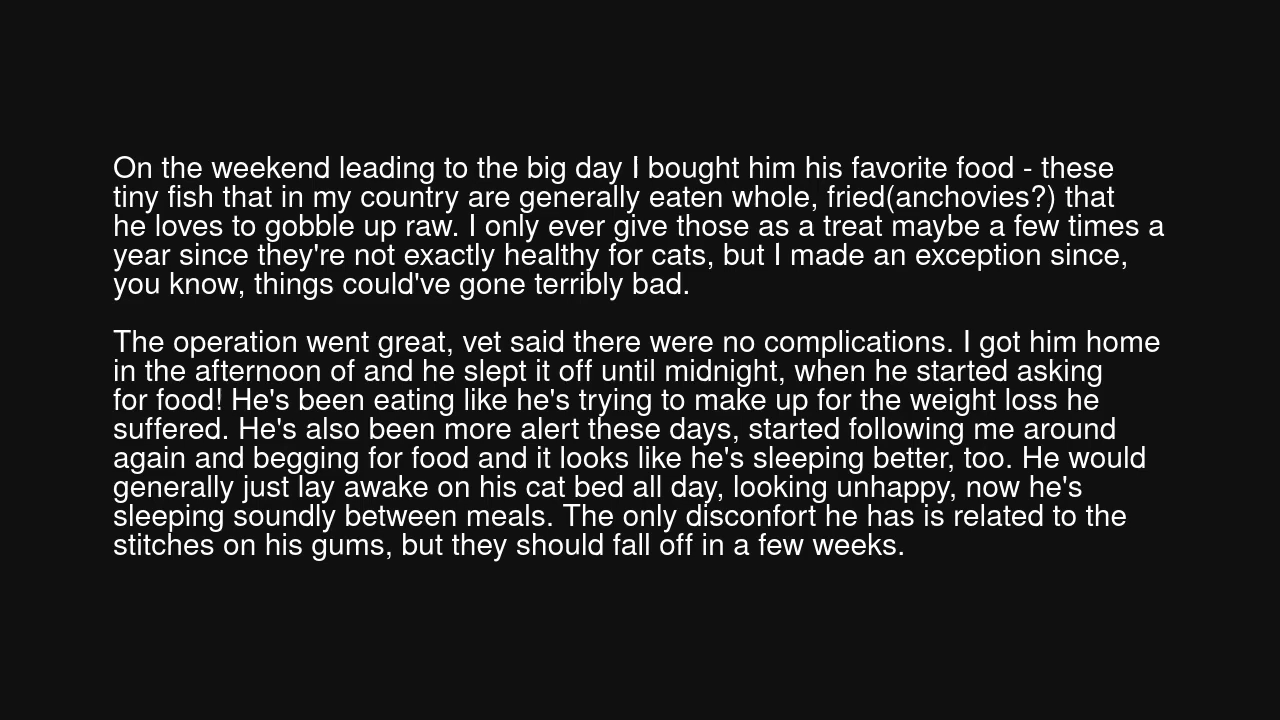 On the weekend leading to the big day I bought him his favorite food - these
tiny fish that in my country are generally eaten whole, fried(anchovies?) that
he loves to gobble up raw. I only ever give those as a treat maybe a few times a
year since they're not exactly healthy for cats, but I made an exception since,
you know, things could've gone terribly bad.
The operation went great, vet said there were no complications. I got him home
in the afternoon of and he slept it off until midnight, when he started asking
for food! He's been eating like he's trying to make up for the weight loss he
suffered. He's also been more alert these days, started following me around
again and begging for food and it looks like he's sleeping better, too. He would
generally just lay awake on his cat bed all day, looking unhappy, now he's
sleeping soundly between meals. The only disconfort he has is related to the
stitches on his gums, but they should fall off in a few weeks.